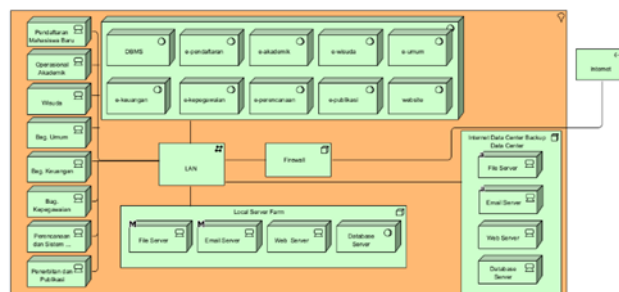 Pendaftaran
Mahasiswa Baru
Operasional
Akademik
Wisuda
Bag. Umum
Bag. Keuangan
Bag.
Kepegawaian
Perencanaan
dan Sistem ...
Penerbitan dan
Publikasi
DBMS
e-pendaftaran
e-akademik
e-wisuda
e-umum
e-keuangan
e-kepegawaian
e-perencanaan
e-publikasi
website
LAN
Firewall
Internet
Local Server Farm
File Server
Email Server
Web Server
Database
Server
Internet Data Center Backup
Data Center
File Server
Email Server
Web Server
Database
Server